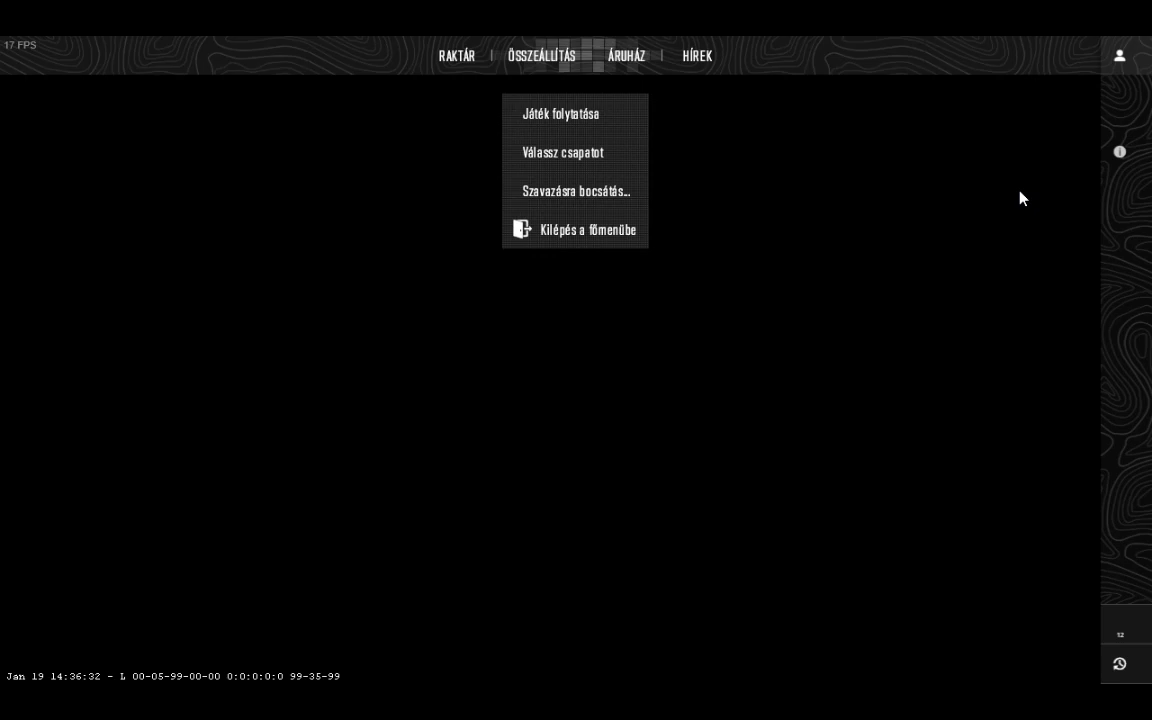 17 FPS
RAKTÁR | ÖSSZEÁLLÍTÁS ÁRUHÁZ | HÍREK
Játék folytatása
Válassz csapatot
Szavazásra bocsátás...
Kilépés a főmenübe
12
Jan 19 14:36:32 - L 00-05-99-00-00 0:0:0:0:0 99-35-99